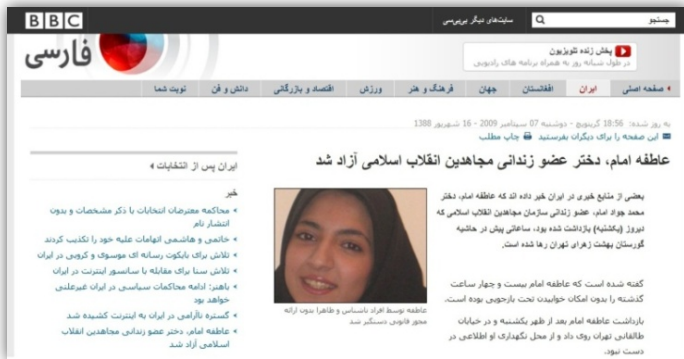 BBC
سایت‌های دیگر بی‌بی‌سی
جستجو
فارسی
پخش زنده تلویزیون
در طول شبانه روز به همراه برنامه های رادیویی
صفحه اصلی
ایران
افغانستان
جهان
فرهنگ و هنر
ورزش
اقتصاد و بازرگانی
دانش و فن
نوبت شما
به روز شده: 18:56 گرینویچ - دوشنبه 07 سپتامبر 2009 - 16 شهریور 1388
این صفحه را برای دیگران بفرستید چاپ مطلب
عاطفه امام، دختر عضو زندانی مجاهدین انقلاب اسلامی آزاد شد
بعضی از منابع خبری در ایران خبر داده اند که عاطفه امام، دختر
محمد جواد امام، عضو زندانی سازمان مجاهدین انقلاب اسلامی که
دیروز (یکشنبه) بازداشت شده بود، ساعاتی پیش در حاشیه
گورستان بهشت زهرای تهران رها شده است.
گفته شده است که عاطفه امام بیست و چهار ساعت
گذشته را بدون امکان خوابیدن تحت بازجویی بوده است.
بازداشت عاطفه امام بعد از ظهر یکشنبه و در خیابان
طالقانی تهران روی داد و از محل نگهداری او اطلاعی در
دست نبود.
عاطفه توسط افراد ناشناس و ظاهرا بدون ارائه
مجوز قانونی دستگیر شد
ایران پس از انتخابات
خبر
محاکمه معترضان انتخابات با ذکر مشخصات و بدون
انتشار نام
خاتمی و هاشمی اتهامات علیه خود را تکذیب کردند
تلاش برای بایکوت رسانه ای موسوی و کروبی در ایران
تلاش سنا برای مقابله با سانسور اینترنت در ایران
باهنر: ادامه محاکمات سیاسی در ایران غیرعلنی
خواهد بود
گستره ناآرامی در ایران به اینترنت کشیده شد
عاطفه امام، دختر عضو زندانی مجاهدین انقلاب
اسلامی آزاد شد